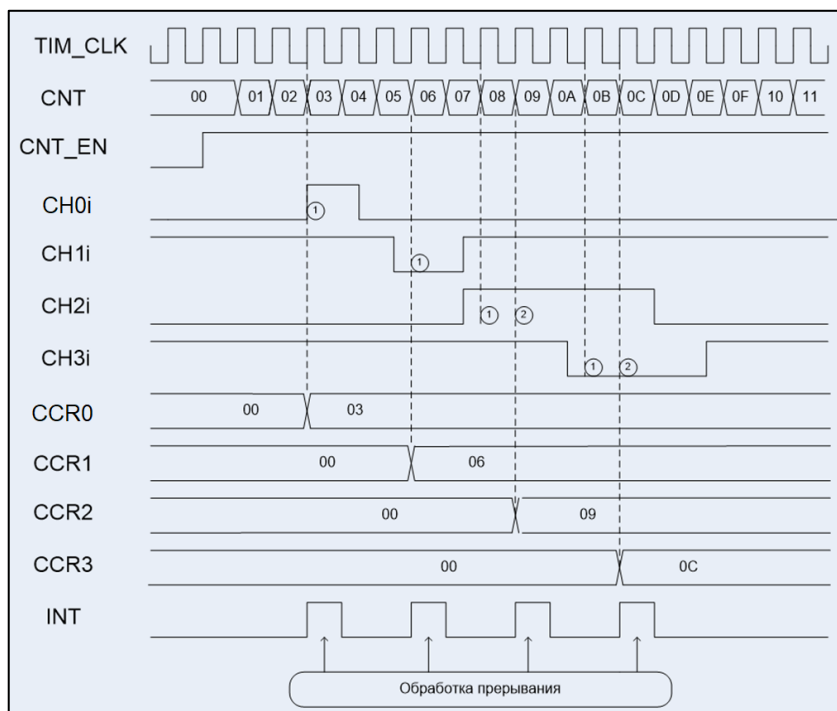 TIM_CLK
CNT 00 01 02 03 04 05 06 07 08 09 0A 0B 0C 0D 0E 0F 10 11
CNT_EN
CH0i 1
CH1i 1
CH2i 1 2
CH3i 1 2
CCR0 00 03
CCR1 00 06
CCR2 00 09
CCR3 00 0C
INT
Обработка прерывания